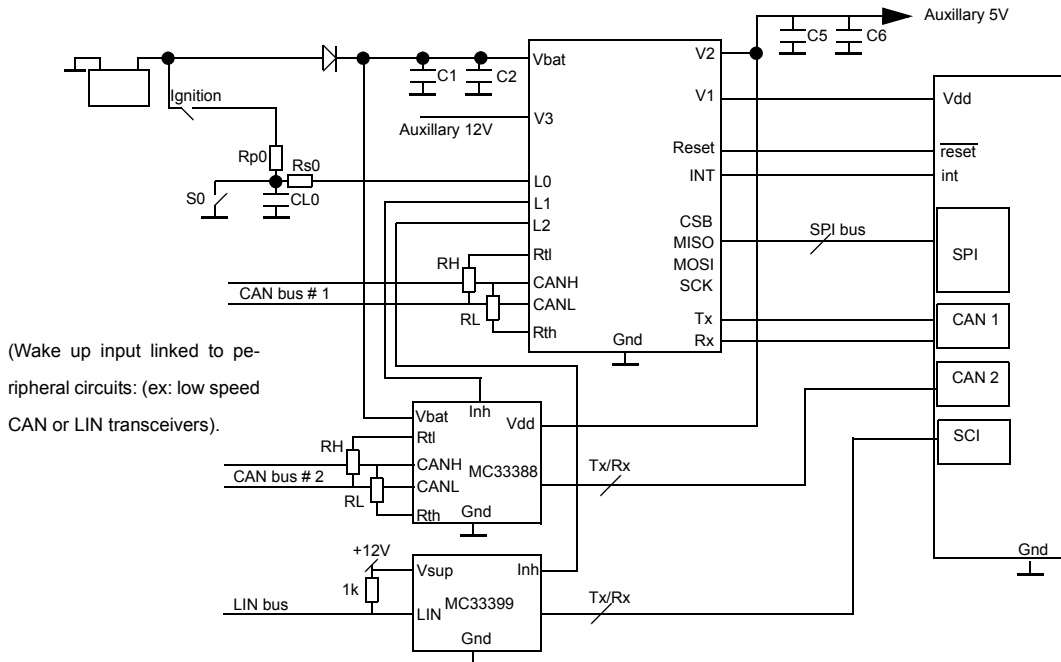 Auxillary 5V
C5
C6
Vbat
V2
C1
C2
Ignition
V1
Vdd
V3
Auxillary 12V
Rp0
Rs0
Reset
reset
INT
int
S0
CL0
L0
L1
L2
CSB
MISO
MOSI
SCK
SPI bus
SPI
Rtl
RH
CANH
CAN bus # 1
CANL
RL
Rth
Tx
Rx
CAN 1
Gnd
(Wake up input linked to pe-
ripheral circuits: (ex: low speed
CAN or LIN transceivers).
CAN 2
Inh
Vbat
Vdd
Rtl
RH
CANH
CAN bus # 2
CANL
MC33388
RL
Rth
Gnd
Tx/Rx
SCI
Gnd
+12V
Vsup
Inh
1k
LIN bus
LIN
MC33399
Tx/Rx
Gnd